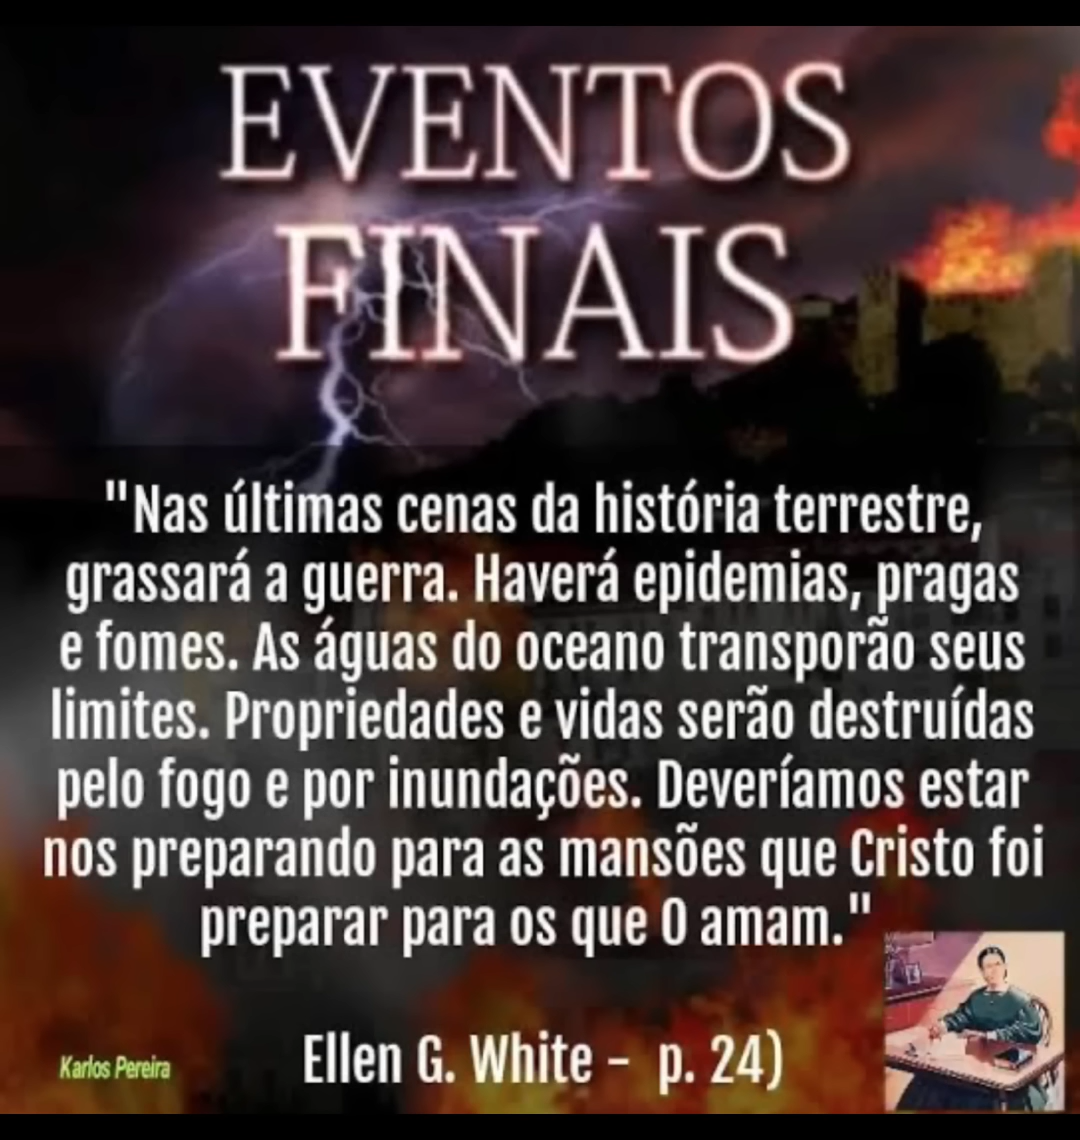 EVENTOS
FINAIS
"Nas últimas cenas da história terrestre,
grassará a guerra. Haverá epidemias, pragas
e fomes. As águas do oceano transporão seus
limites. Propriedades e vidas serão destruídas
pelo fogo e por inundações. Deveríamos estar
nos preparando para as mansões que Cristo foi
preparar para os que O amam."
Ellen G. White - p. 24)
Karlos Pereira